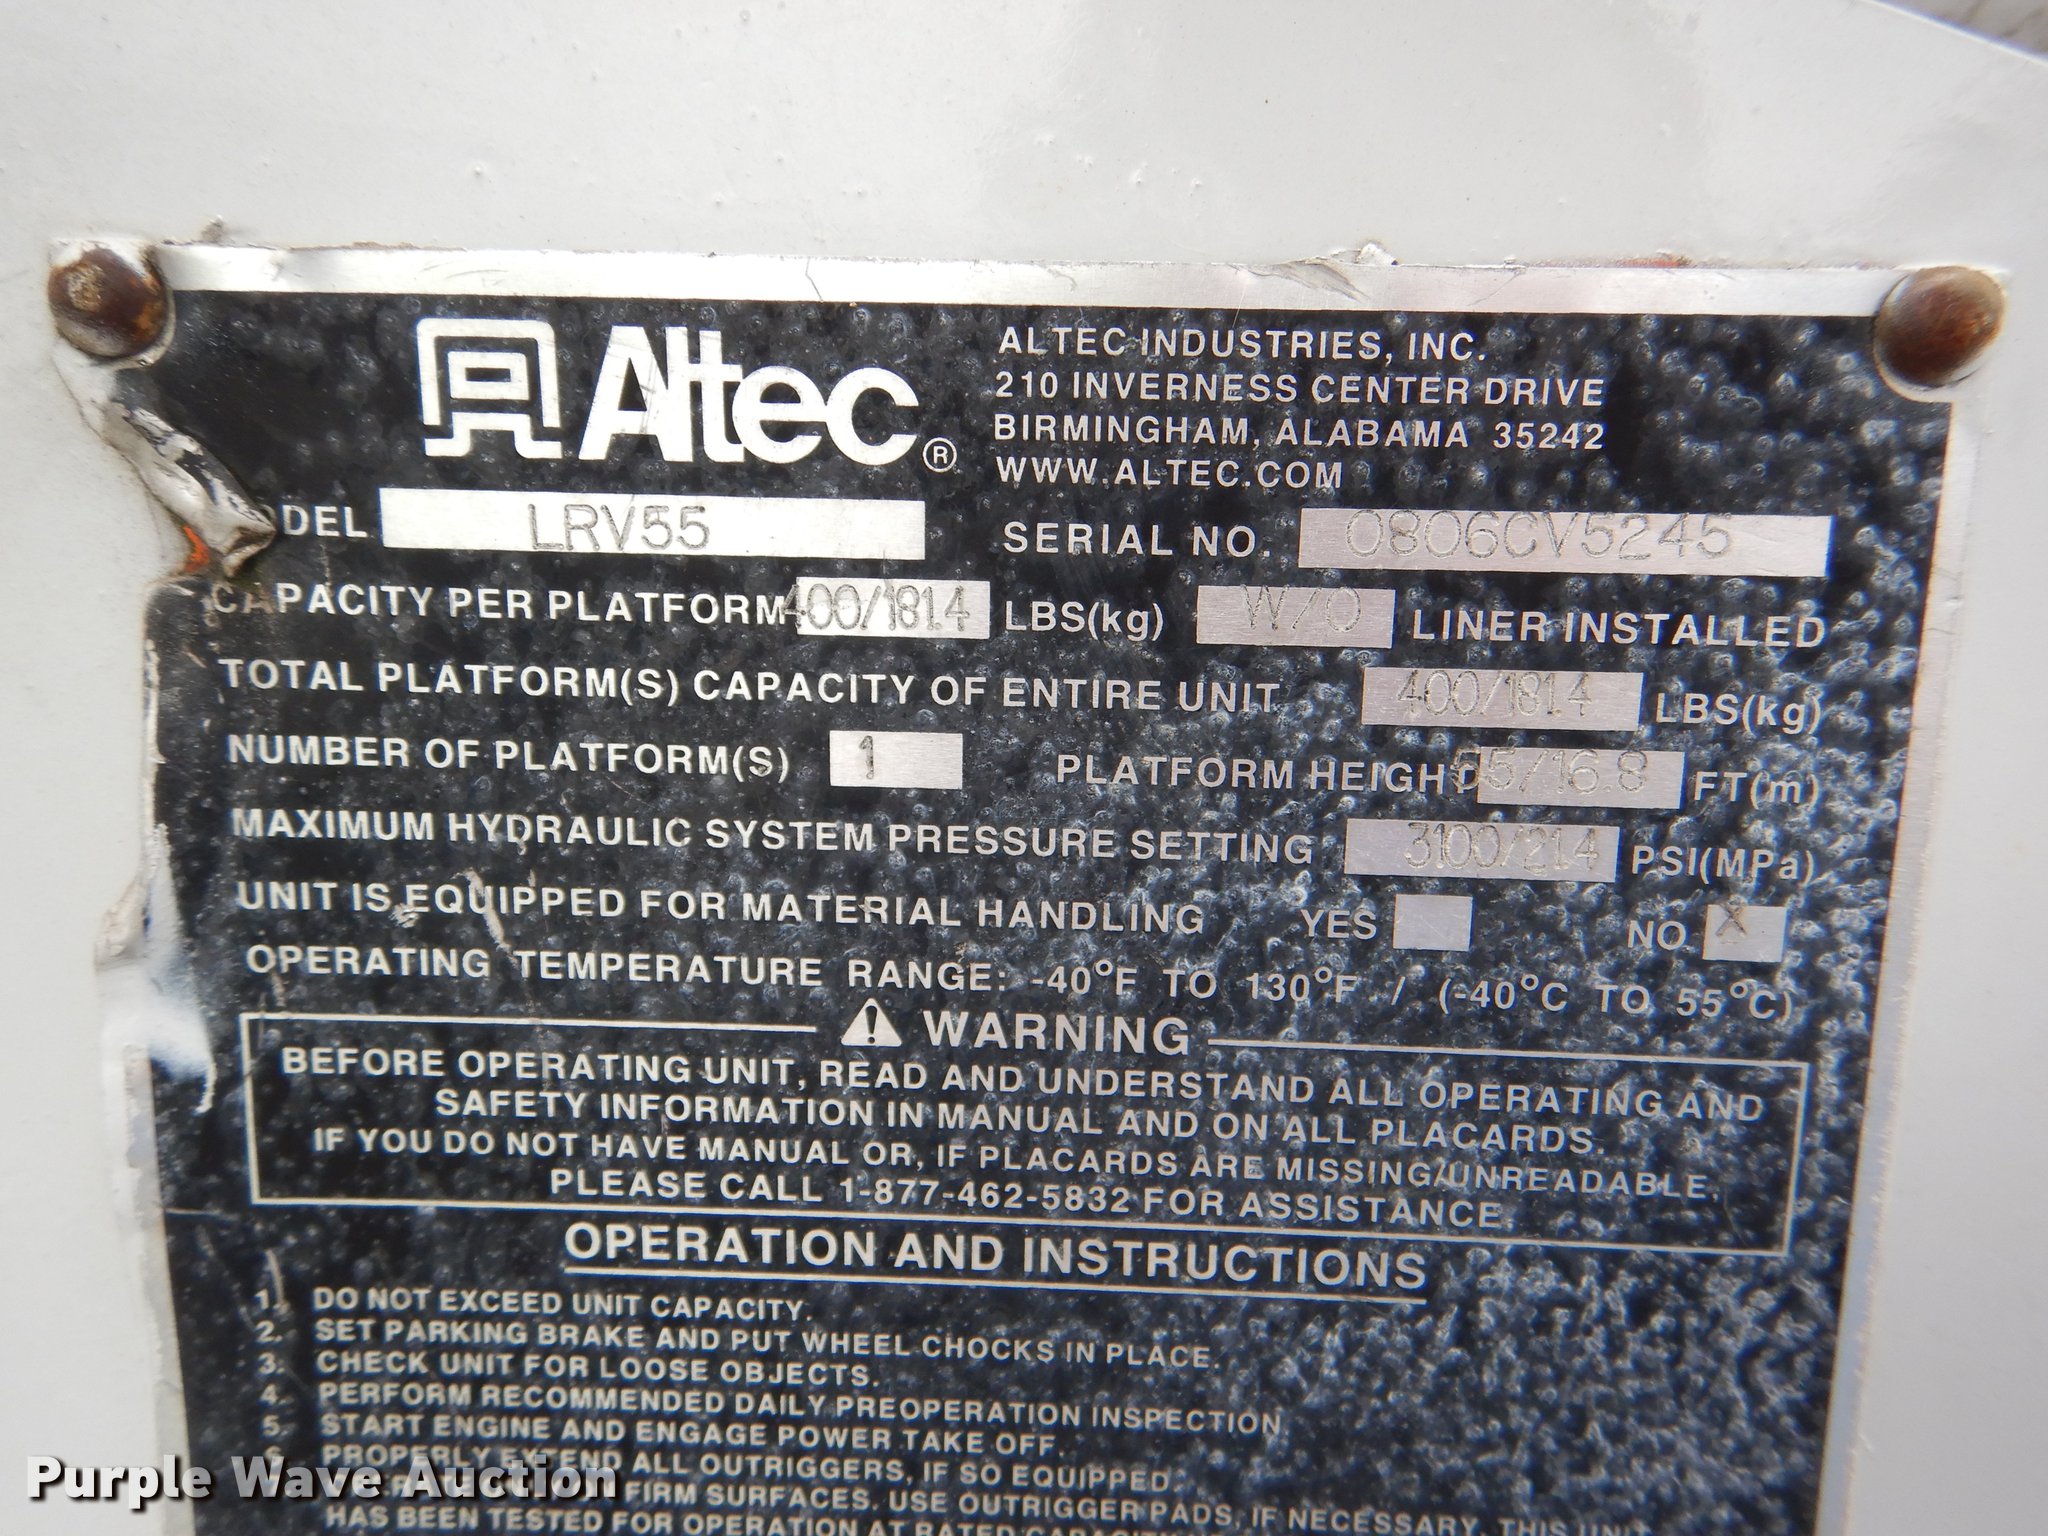 Altec®
ALTEC INDUSTRIES, INC.
210 INVERNESS CENTER DRIVE
BIRMINGHAM, ALABAMA 35242
WWW.ALTEC.COM
MODEL LRV55 SERIAL NO. 0806CV5245
CAPACITY PER PLATFORM 400/181.4 LBS(kg) W/O LINER INSTALLED
TOTAL PLATFORM(S) CAPACITY OF ENTIRE UNIT 400/181.4 LBS(kg)
NUMBER OF PLATFORM(S) 1 PLATFORM HEIGHT 55/16.8 FT(m)
MAXIMUM HYDRAULIC SYSTEM PRESSURE SETTING 3100/21.4 PSI(MPa)
UNIT IS EQUIPPED FOR MATERIAL HANDLING YES NO X
OPERATING TEMPERATURE RANGE: -40°F TO 130°F / (-40°C TO 55°C)
WARNING
BEFORE OPERATING UNIT, READ AND UNDERSTAND ALL OPERATING AND
SAFETY INFORMATION IN MANUAL AND ON ALL PLACARDS.
IF YOU DO NOT HAVE MANUAL OR, IF PLACARDS ARE MISSING/UNREADABLE,
PLEASE CALL 1-877-462-5832 FOR ASSISTANCE.
OPERATION AND INSTRUCTIONS
1. DO NOT EXCEED UNIT CAPACITY.
2. SET PARKING BRAKE AND PUT WHEEL CHOCKS IN PLACE.
3. CHECK UNIT FOR LOOSE OBJECTS.
4. PERFORM RECOMMENDED DAILY PREOPERATION INSPECTION
5. START ENGINE AND ENGAGE POWER TAKE OFF.
6. PROPERLY EXTEND ALL OUTRIGGERS, IF SO EQUIPPED.
FIRM SURFACES. USE OUTRIGGER PADS, IF NECESSARY. THIS UNIT
HAS BEEN TESTED FOR OPERATION AT RATED
Purple Wave Auction